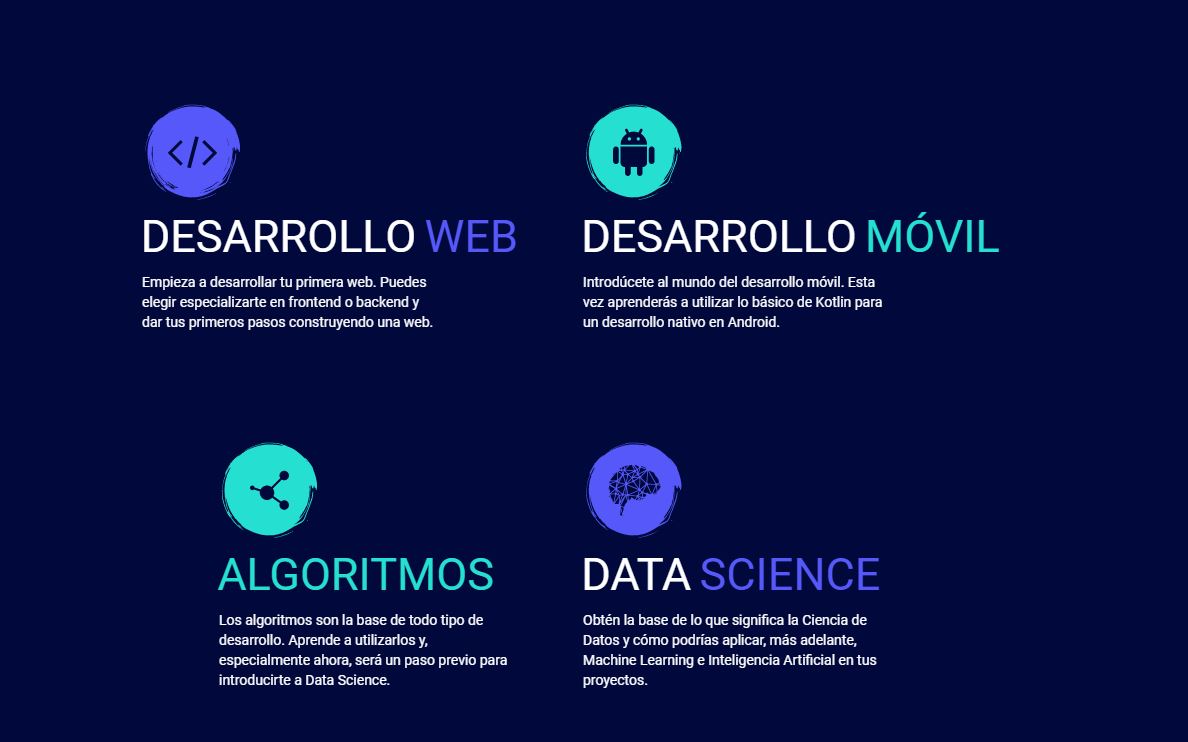 DESARROLLO WEB
Empieza a desarrollar tu primera web. Puedes
elegir especializarte en frontend o backend y
dar tus primeros pasos construyendo una web.
DESARROLLO MÓVIL
Introdúcete al mundo del desarrollo móvil. Esta
vez aprenderás a utilizar lo básico de Kotlin para
un desarrollo nativo en Android.
ALGORITMOS
Los algoritmos son la base de todo tipo de
desarrollo. Aprende a utilizarlos y,
especialmente ahora, será un paso previo para
introducirte a Data Science.
DATA SCIENCE
Obtén la base de lo que significa la Ciencia de
Datos y cómo podrías aplicar, más adelante,
Machine Learning e Inteligencia Artificial en tus
proyectos.